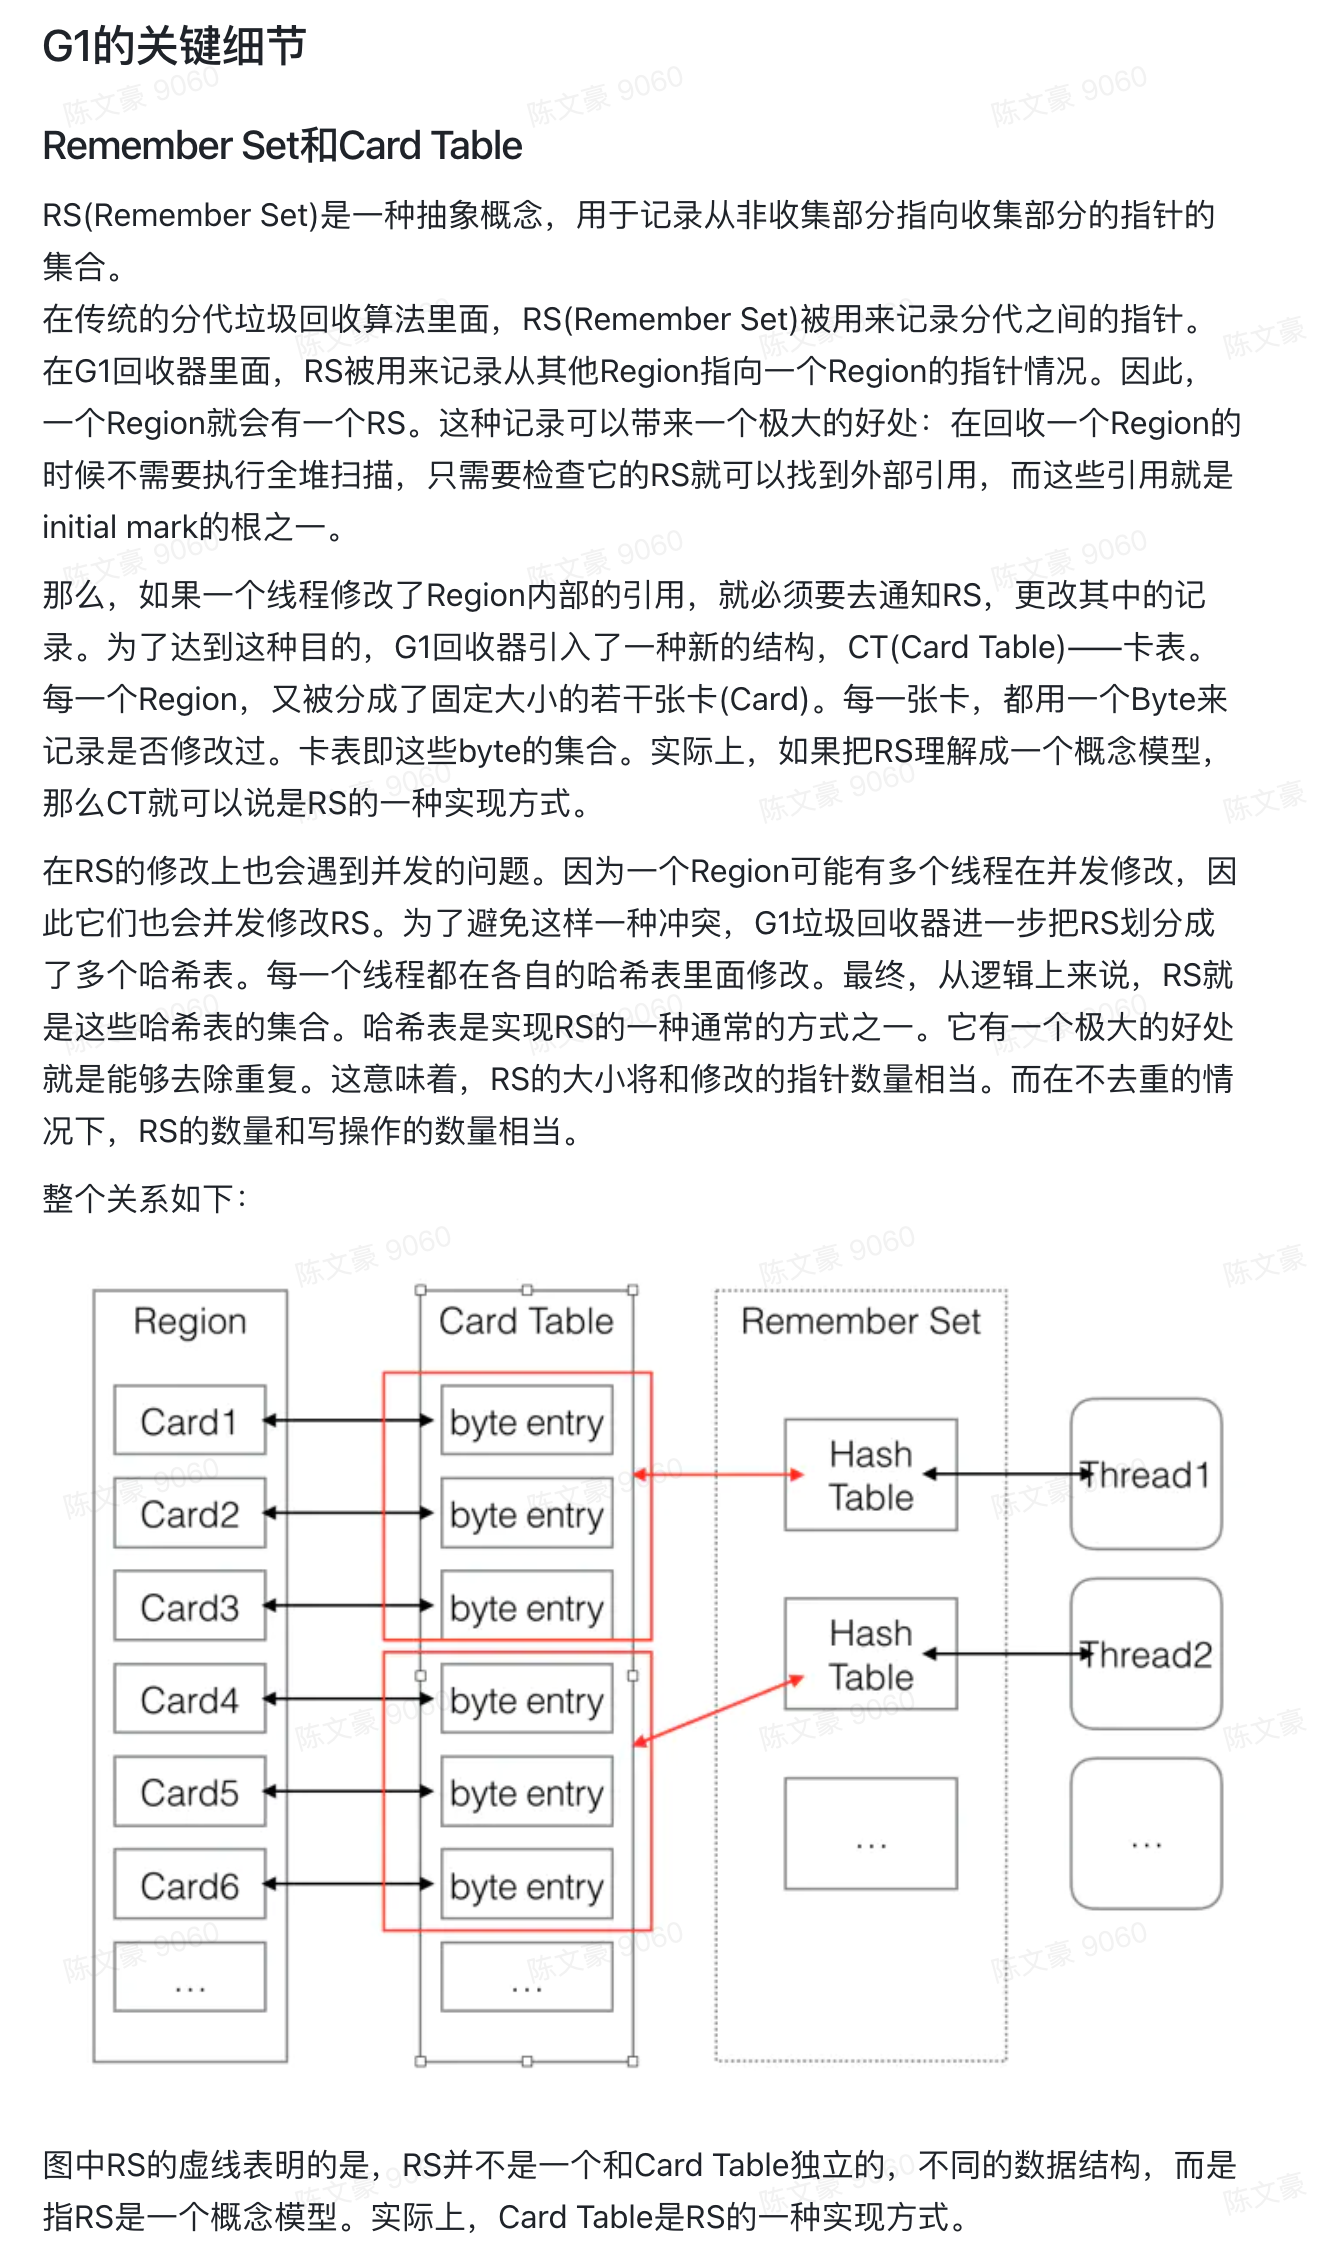 G1的关键细节
Remember Set和Card Table
RS(Remember Set)是一种抽象概念，用于记录从非收集部分指向收集部分的指针的
集合。
在传统的分代垃圾回收算法里面，RS(Remember Set)被用来记录分代之间的指针。
在G1回收器里面，RS被用来记录从其他Region指向一个Region的指针情况。因此，
一个Region就会有一个RS。这种记录可以带来一个极大的好处：在回收一个Region的
时候不需要执行全堆扫描，只需要检查它的RS就可以找到外部引用，而这些引用就是
initial mark的根之一。
那么，如果一个线程修改了Region内部的引用，就必须要去通知RS，更改其中的记
录。为了达到这种目的，G1回收器引入了一种新的结构，CT(Card Table)——卡表。
每一个Region，又被分成了固定大小的若干张卡(Card)。每一张卡，都用一个Byte来
记录是否修改过。卡表即这些byte的集合。实际上，如果把RS理解成一个概念模型，
那么CT就可以说是RS的一种实现方式。
在RS的修改上也会遇到并发的问题。因为一个Region可能有多个线程在并发修改，因
此它们也会并发修改RS。为了避免这样一种冲突，G1垃圾回收器进一步把RS划分成
了多个哈希表。每一个线程都在各自的哈希表里面修改。最终，从逻辑上来说，RS就
是这些哈希表的集合。哈希表是实现RS的一种通常的方式之一。它有一个极大的好处
就是能够去除重复。这意味着，RS的大小将和修改的指针数量相当。而在不去重的情
况下，RS的数量和写操作的数量相当。
整个关系如下：
Region
Card1
Card2
Card3
Card4
Card5
Card6
...
Card Table
byte entry
byte entry
byte entry
byte entry
byte entry
byte entry
...
Remember Set
Hash
Table
Hash
Table
...
Thread1
Thread2
...
图中RS的虚线表明的是，RS并不是一个和Card Table独立的，不同的数据结构，而是
指RS是一个概念模型。实际上，Card Table是RS的一种实现方式。
陈文豪 9060